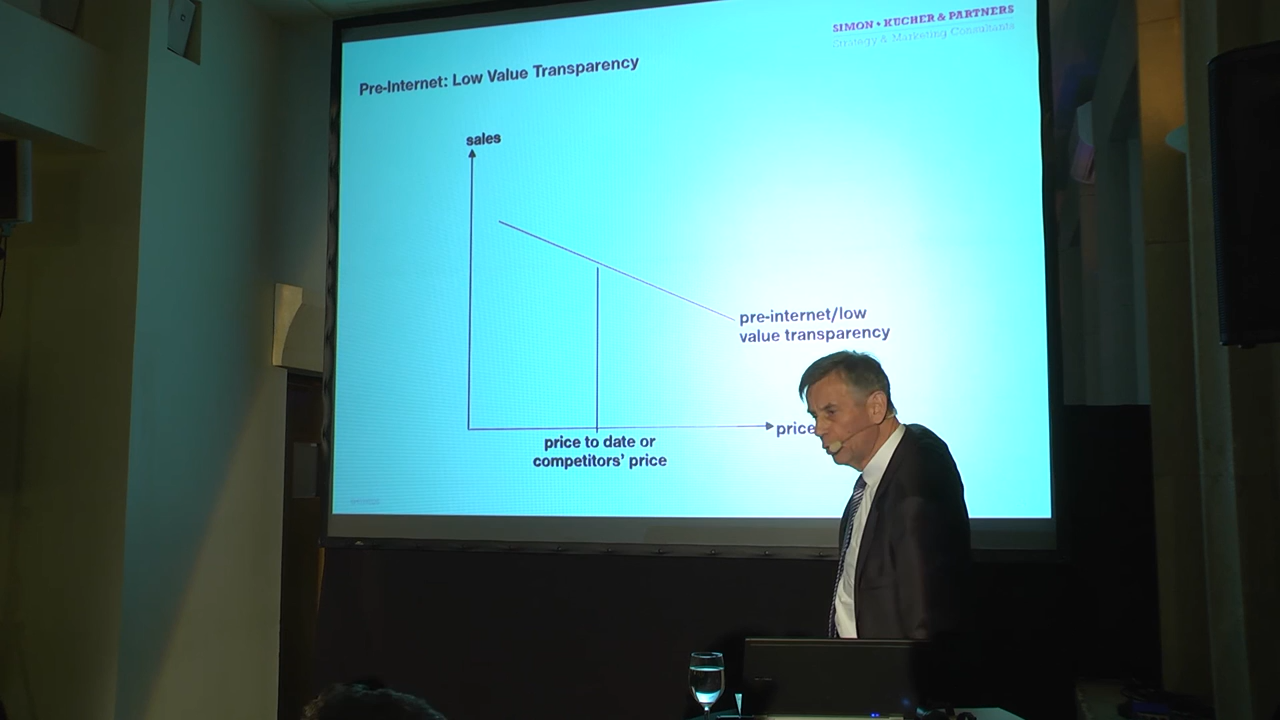 SIMON • KUCHER & PARTNERS
Strategy & Marketing Consultants
Pre-Internet: Low Value Transparency
sales
pre-internet/low
value transparency
price
price to date or
competitors' price